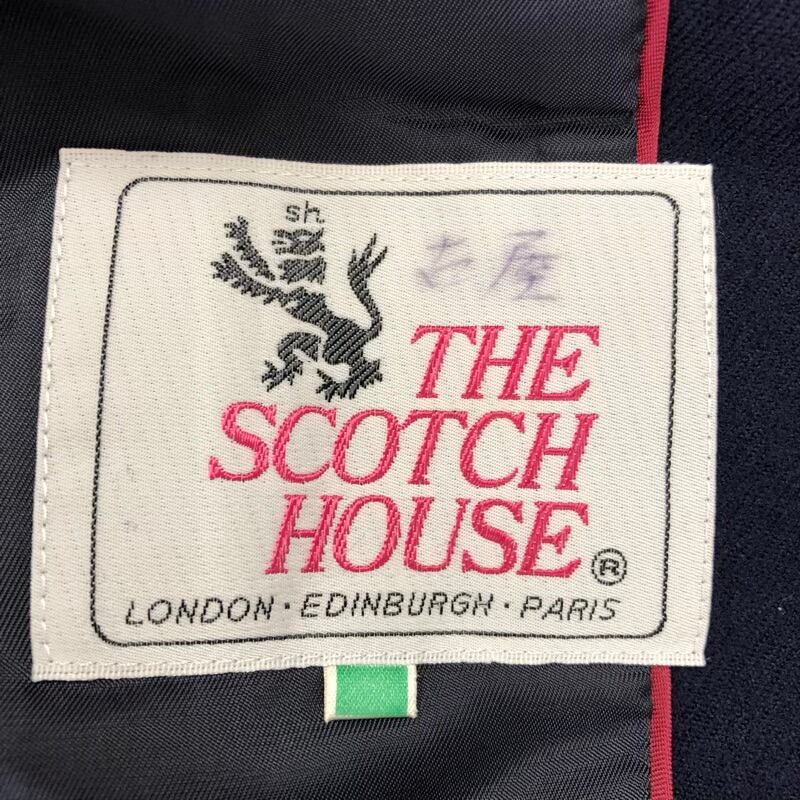 sh.
古屋
THE
SCOTCH
HOUSE®
LONDON · EDINBURGH · PARIS